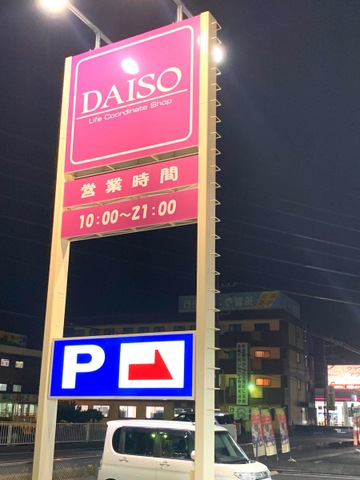 DAISO
Life Coordinate Shop
営業時間
10:00～21:00
P